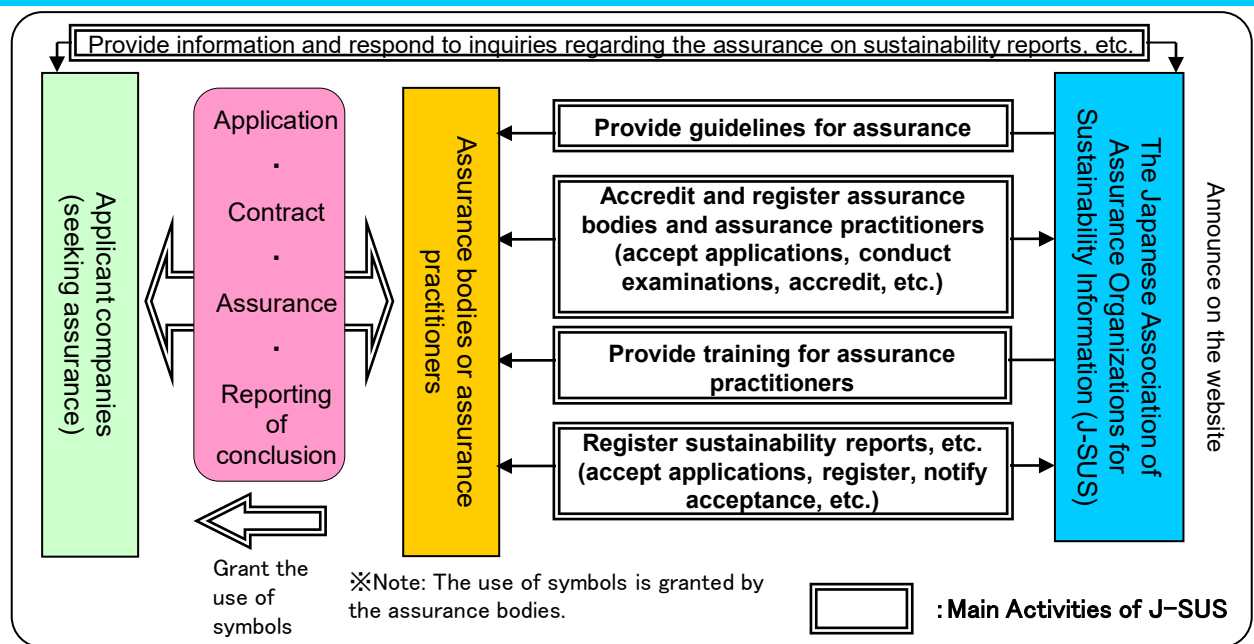 Provide information and respond to inquiries regarding the assurance on sustainability reports, etc.
Applicant companies
(seeking assurance)
Application
・
Contract
・
Assurance
・
Reporting
of
conclusion
Grant the
use of
symbols
Assurance bodies or assurance
practitioners
※Note: The use of symbols is granted by
the assurance bodies.
Provide guidelines for assurance
Accredit and register assurance
bodies and assurance practitioners
(accept applications, conduct
examinations, accredit, etc.)
Provide training for assurance
practitioners
Register sustainability reports, etc.
(accept applications, register, notify
acceptance, etc.)
The Japanese Association of
Assurance Organizations for
Sustainability Information (J-SUS)
Announce on the website
:Main Activities of J-SUS